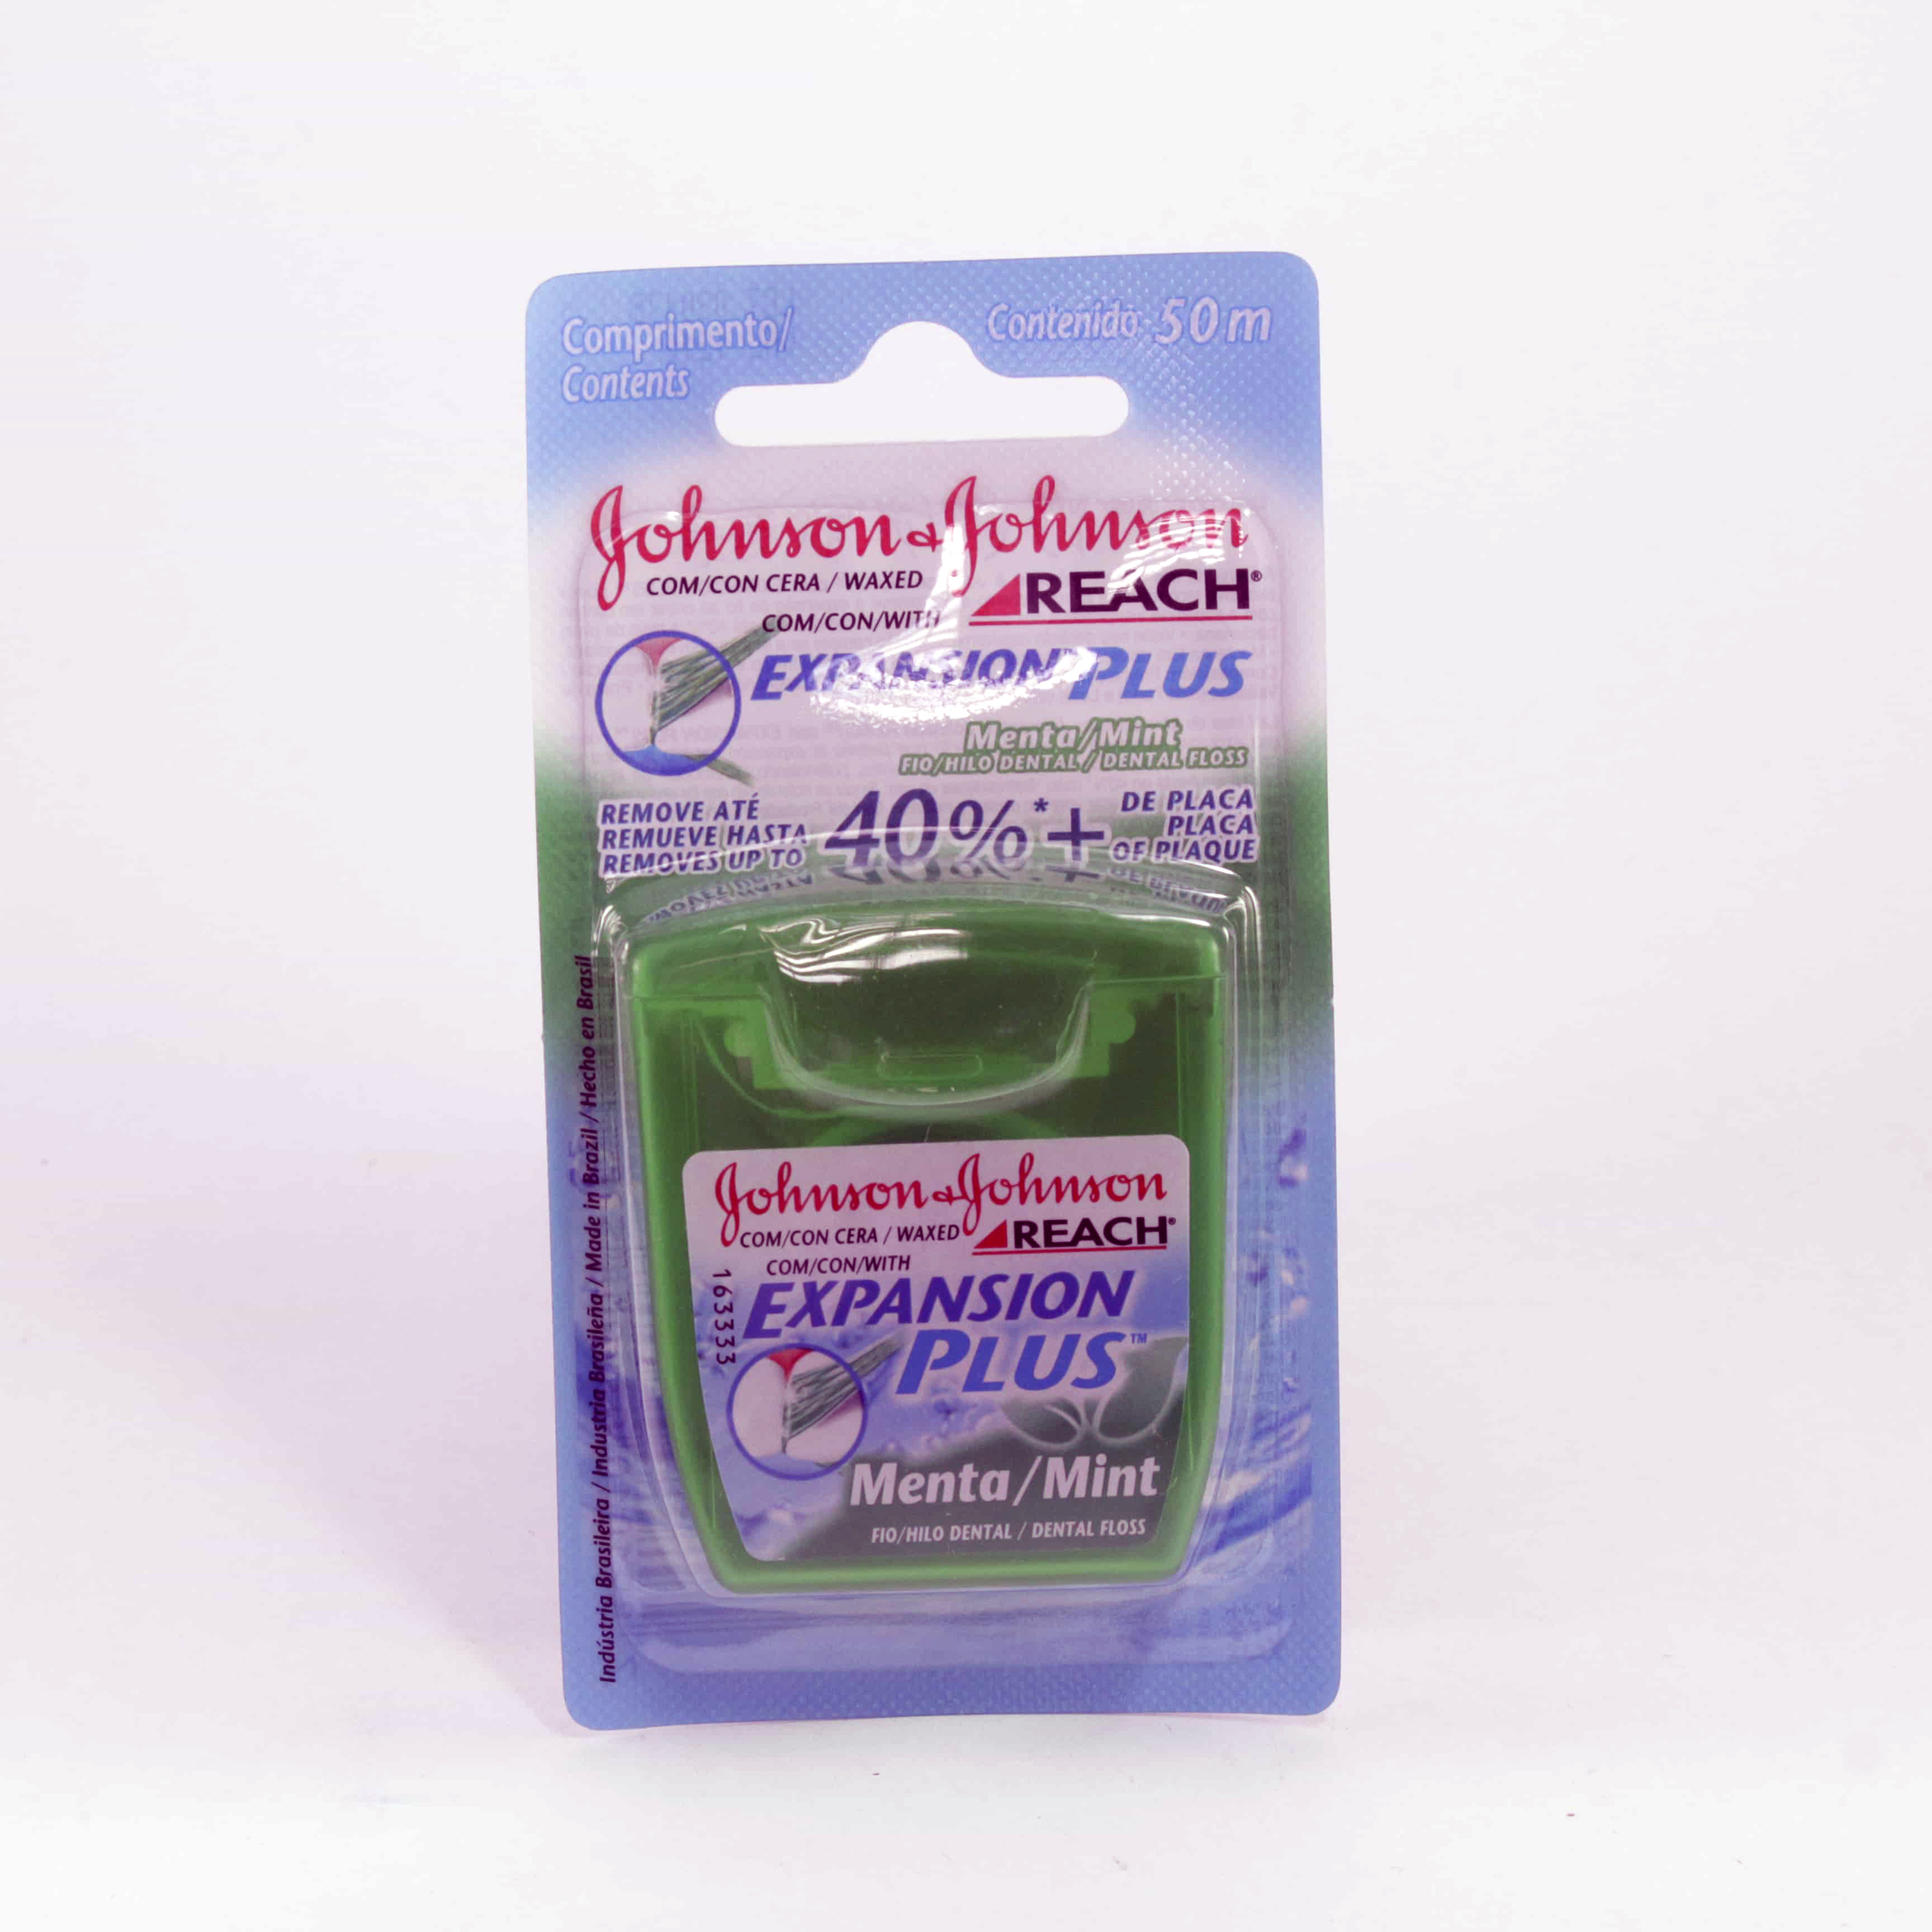 Comprimento/
Contents
Contenido 50m
Johnson & Johnson
COM/CON CERA / WAXED
REACH®
COM/CON/WITH
EXPANSION™ PLUS
Menta/Mint
FIO/HILO DENTAL / DENTAL FLOSS
REMOVE ATÉ
REMUEVE HASTA
REMOVES UP TO
40%*+
DE PLACA
PLACA
OF PLAQUE
Indústria Brasileira / Industria Brasileña / Made in Brazil / Hecho en Brasil
Johnson & Johnson
COM/CON CERA / WAXED
REACH®
COM/CON/WITH
EXPANSION
PLUS™
163333
Menta/Mint
FIO/HILO DENTAL / DENTAL FLOSS